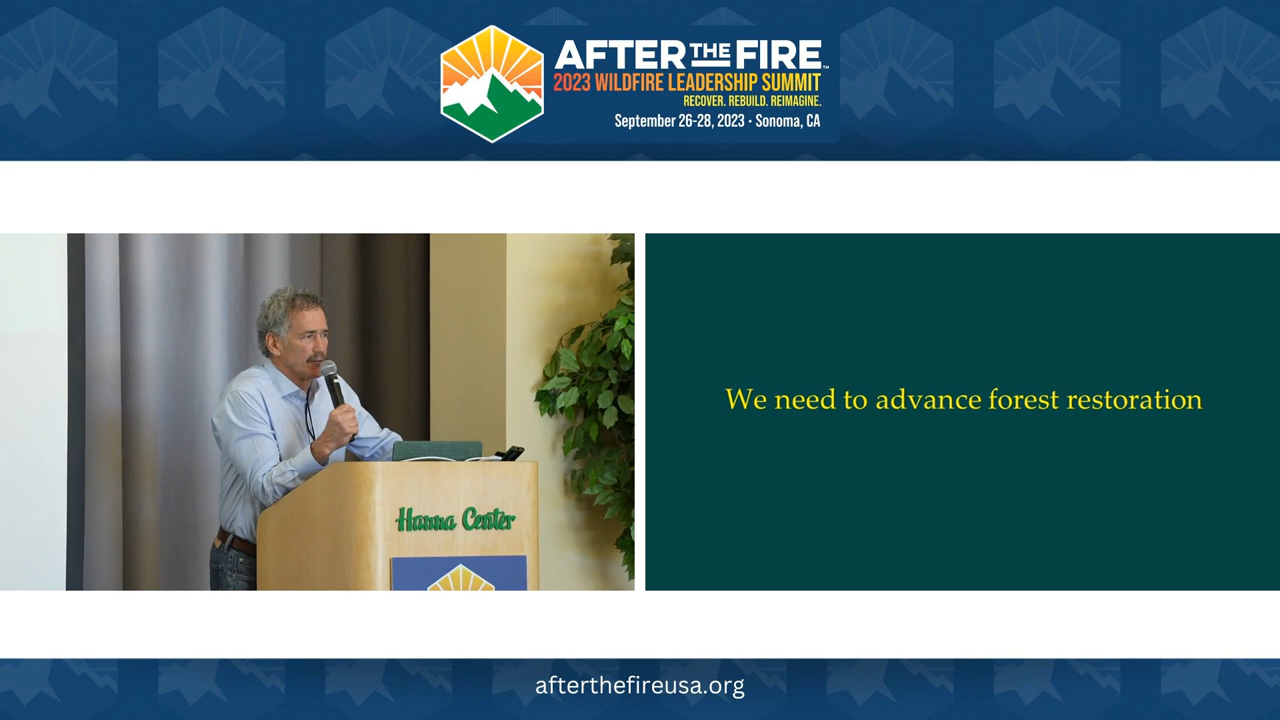 AFTER THE FIRE™
2023 WILDFIRE LEADERSHIP SUMMIT
RECOVER. REBUILD. REIMAGINE.
September 26-28, 2023 • Sonoma, CA
We need to advance forest restoration
Hanna Center
afterthefireusa.org